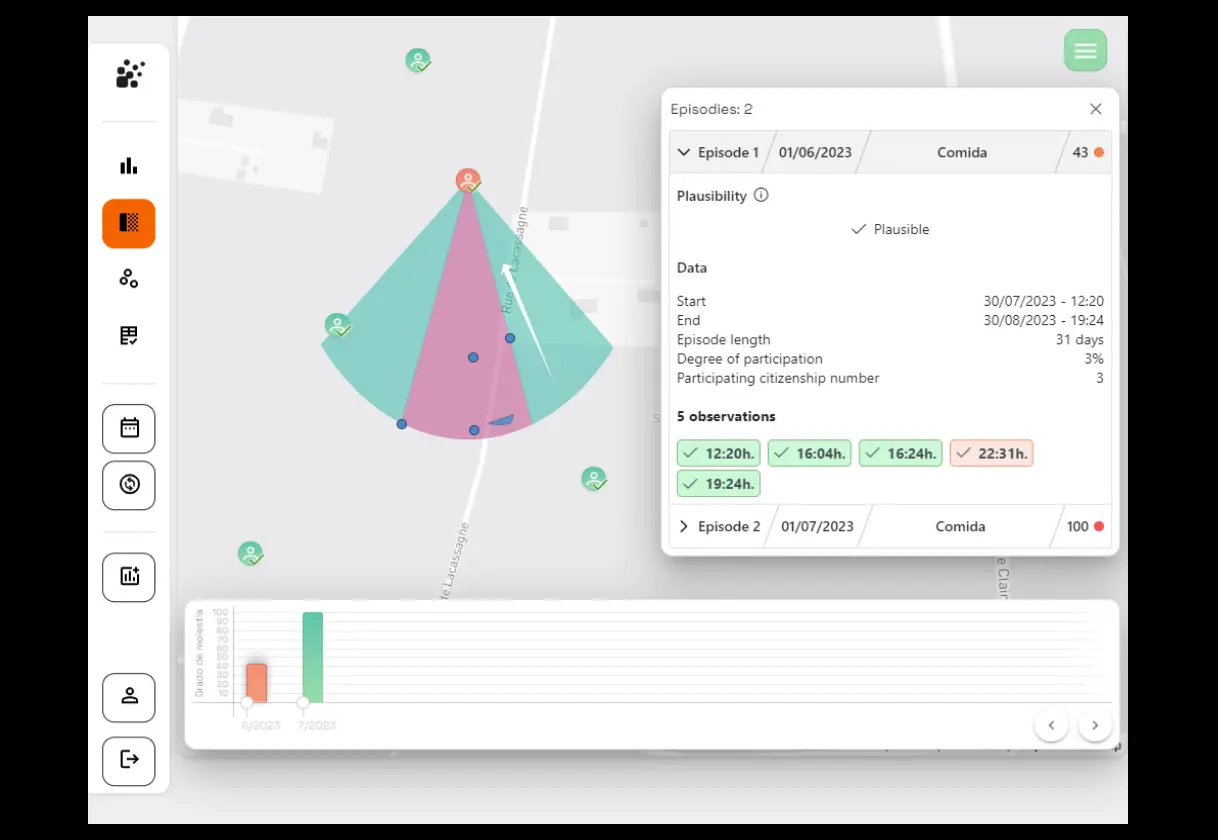 Episodies: 2
Episode 1 01/06/2023 Comida 43
Plausibility
Plausible
Data
Start 30/07/2023 - 12:20
End 30/08/2023 - 19:24
Episode length 31 days
Degree of participation 3%
Participating citizenship number 3
5 observations
12:20h. 16:04h. 16:24h. 22:31h.
19:24h.
Episode 2 01/07/2023 Comida 100
Lacassagne
de Lacassagne
e Clair
Grado de molestia
100
90
80
70
60
50
40
30
20
10
6/2023 7/2023